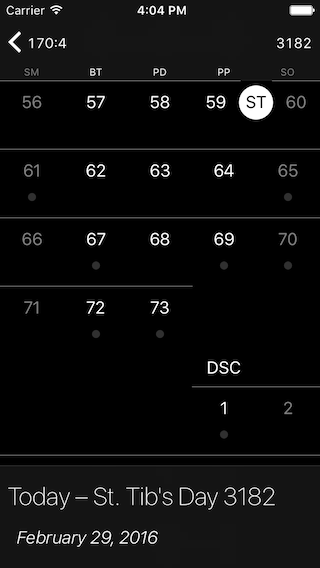 Carrier 4:04 PM
170:4 3182
SM BT PD PP SO
56 57 58 59 ST 60
61 62 63 64 65
66 67 68 69 70
71 72 73
DSC
1 2
Today – St. Tib's Day 3182
February 29, 2016